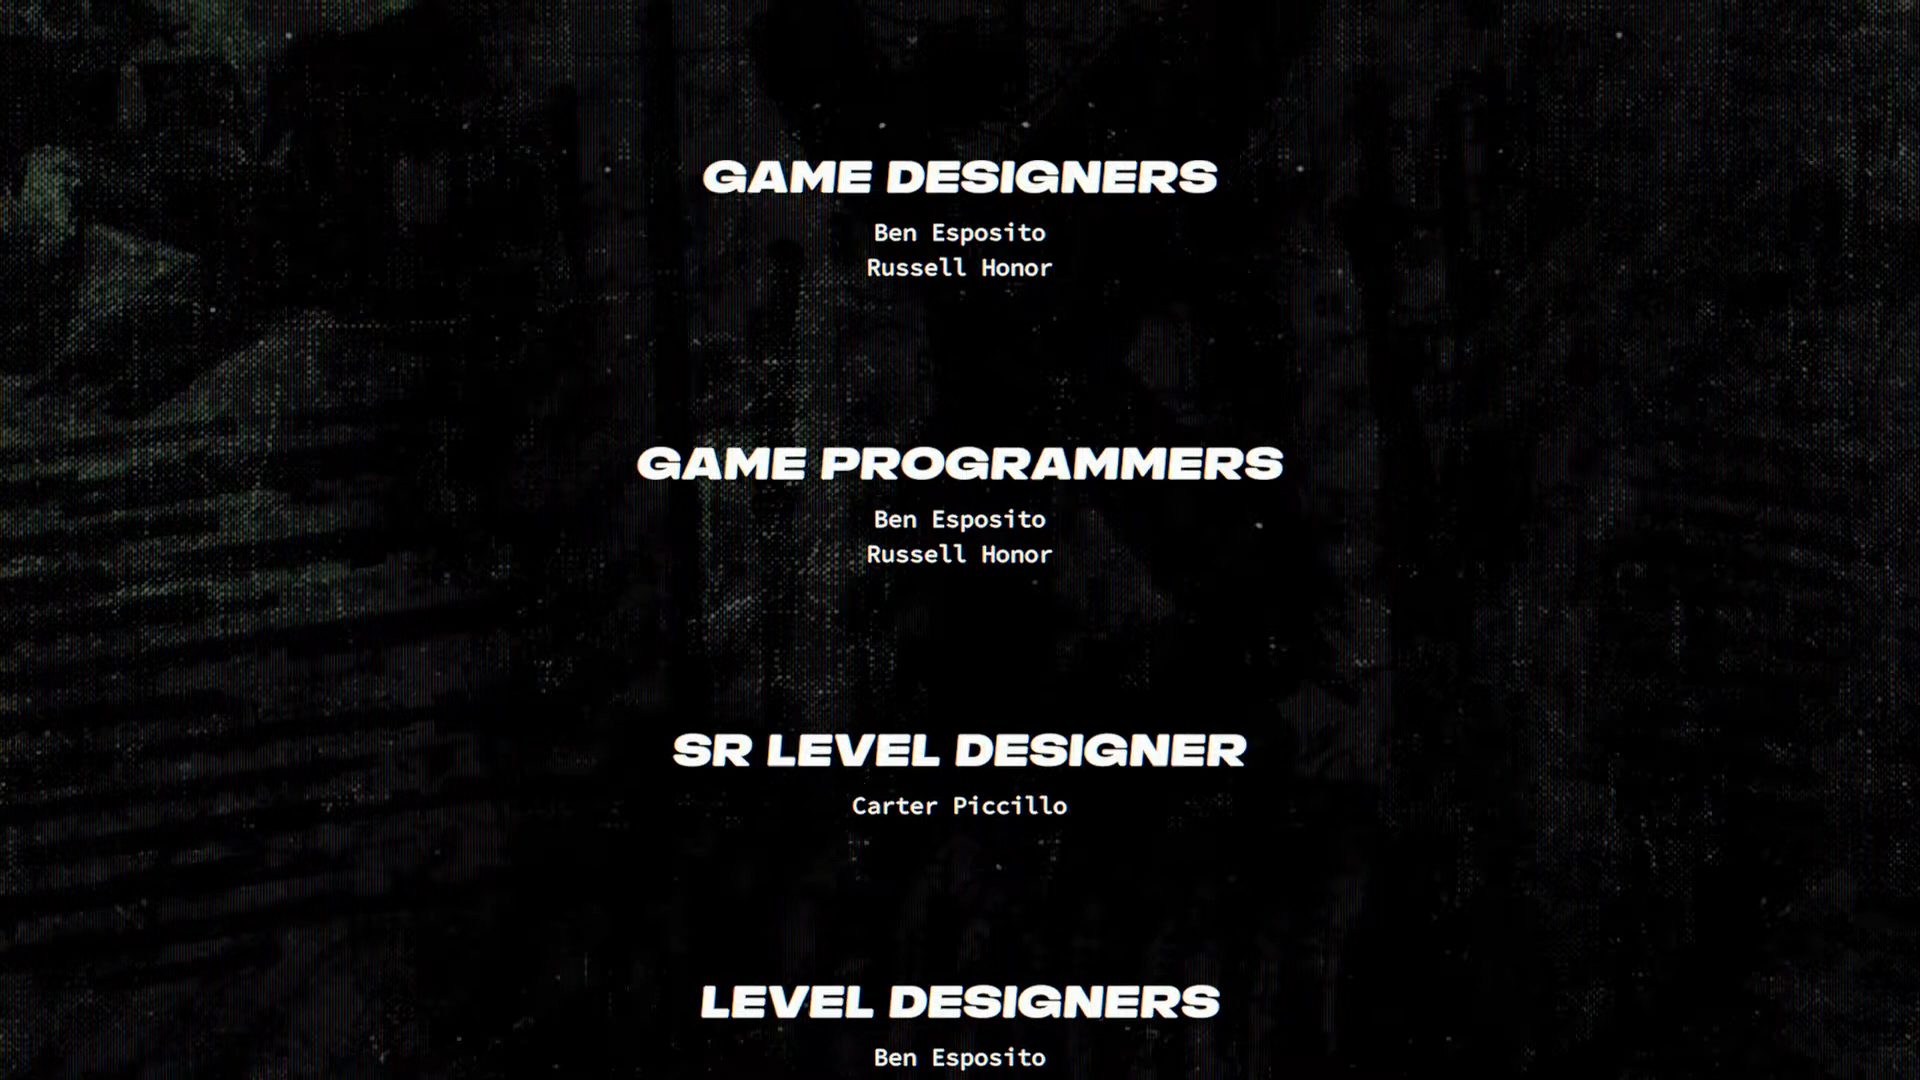 GAME DESIGNERS
Ben Esposito
Russell Honor
GAME PROGRAMMERS
Ben Esposito
Russell Honor
SR LEVEL DESIGNER
Carter Piccillo
LEVEL DESIGNERS
Ben Esposito